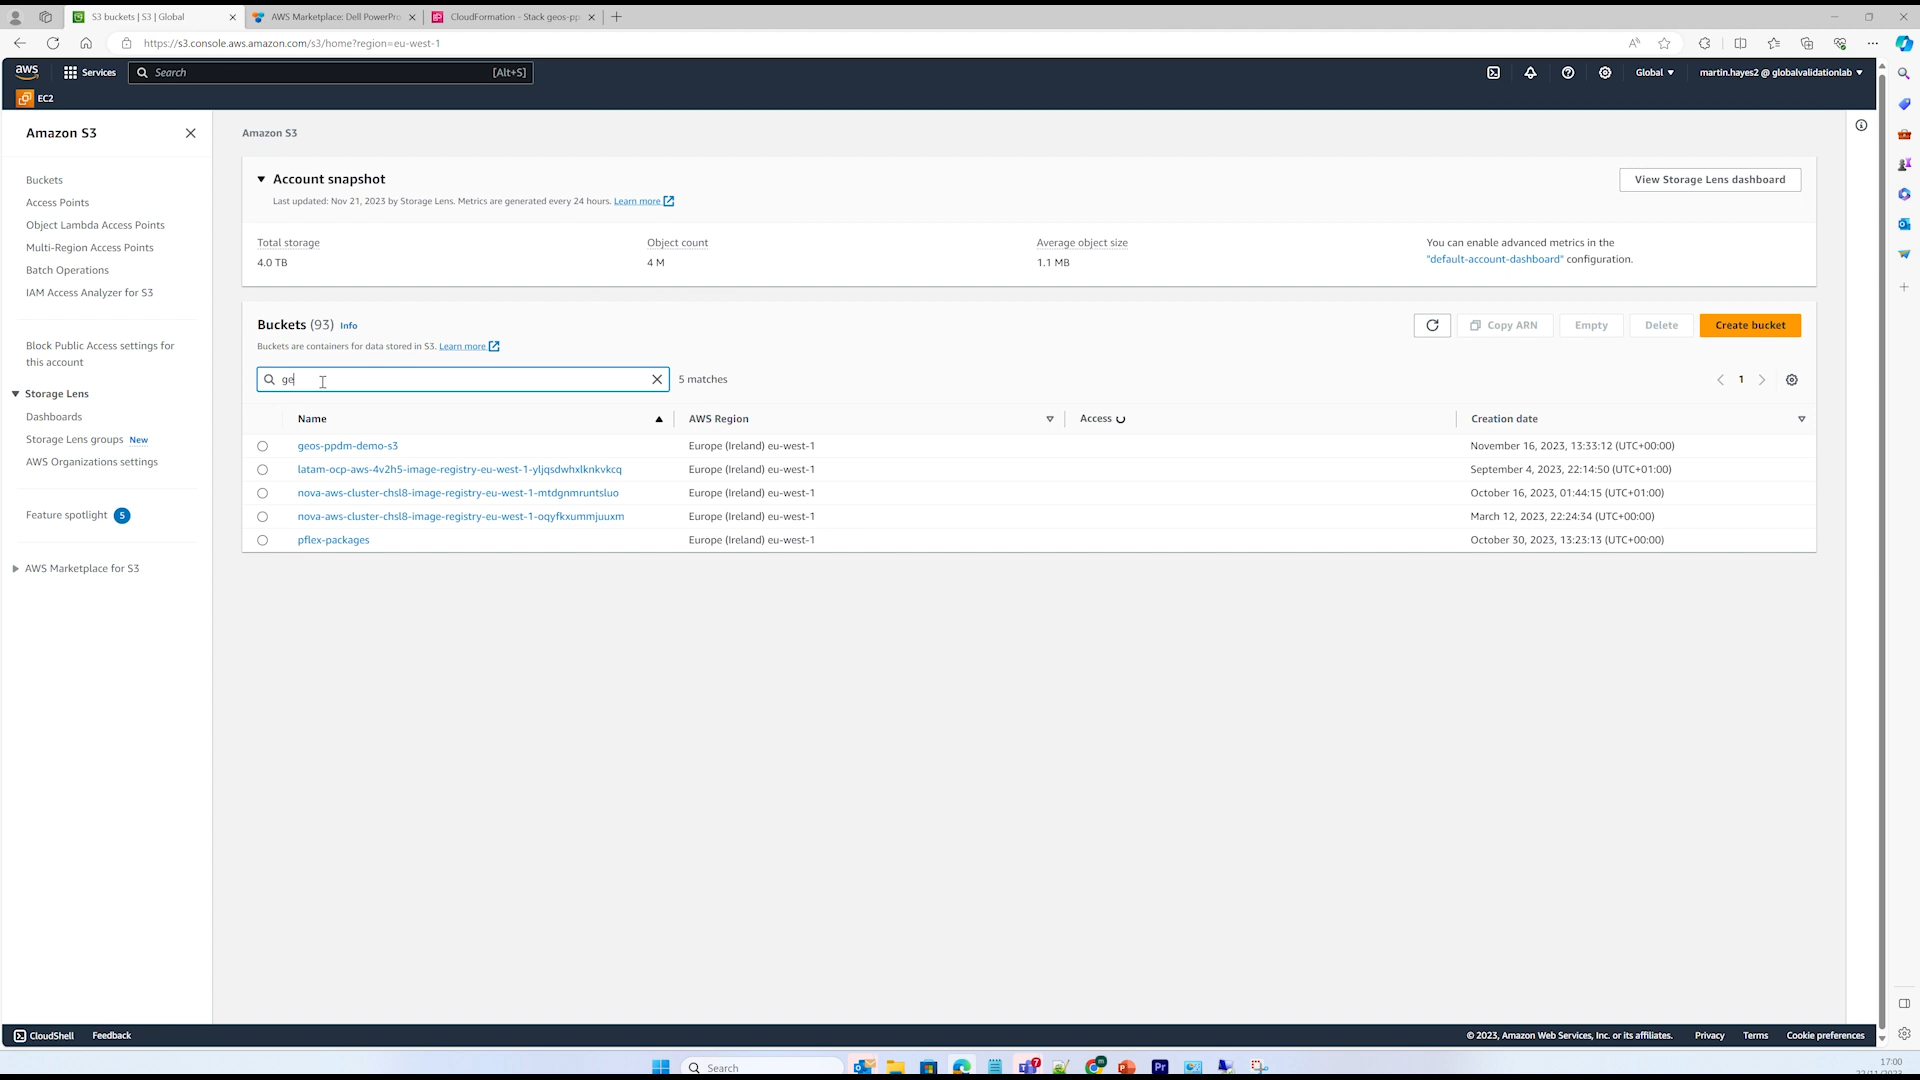 S3 buckets | S3 | Global
AWS Marketplace: Dell PowerPro
CloudFormation - Stack geos-pp
https://s3.console.aws.amazon.com/s3/home?region=eu-west-1
aws
Services
Search
[Alt+S]
Global
martin.hayes2 @ globalvalidationlab
EC2
Amazon S3
Buckets
Access Points
Object Lambda Access Points
Multi-Region Access Points
Batch Operations
IAM Access Analyzer for S3
Block Public Access settings for
this account
Storage Lens
Dashboards
Storage Lens groups New
AWS Organizations settings
Feature spotlight 5
AWS Marketplace for S3
Amazon S3
Account snapshot
View Storage Lens dashboard
Last updated: Nov 21, 2023 by Storage Lens. Metrics are generated every 24 hours. Learn more
Total storage
4.0 TB
Object count
4 M
Average object size
1.1 MB
You can enable advanced metrics in the
"default-account-dashboard" configuration.
Buckets (93) Info
Buckets are containers for data stored in S3. Learn more
Copy ARN
Empty
Delete
Create bucket
ge
5 matches
1
Name AWS Region Access Creation date
geos-ppdm-demo-s3 Europe (Ireland) eu-west-1 November 16, 2023, 13:33:12 (UTC+00:00)
latam-ocp-aws-4v2h5-image-registry-eu-west-1-yljqsdwhxlknkvkcq Europe (Ireland) eu-west-1 September 4, 2023, 22:14:50 (UTC+01:00)
nova-aws-cluster-chsl8-image-registry-eu-west-1-mtdgnmruntsluo Europe (Ireland) eu-west-1 October 16, 2023, 01:44:15 (UTC+01:00)
nova-aws-cluster-chsl8-image-registry-eu-west-1-oqyfkxummjuuxm Europe (Ireland) eu-west-1 March 12, 2023, 22:24:34 (UTC+00:00)
pflex-packages Europe (Ireland) eu-west-1 October 30, 2023, 13:23:13 (UTC+00:00)
CloudShell
Feedback
© 2023, Amazon Web Services, Inc. or its affiliates.
Privacy
Terms
Cookie preferences
Search
7
17:00